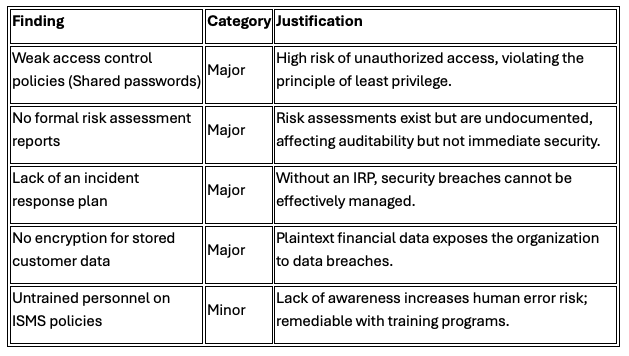 Finding Category Justification
Weak access control High risk of unauthorized access, violating the
policies (Shared passwords) Major principle of least privilege.
No formal risk assessment Risk assessments exist but are undocumented,
reports Major affecting auditability but not immediate security.
Lack of an incident Without an IRP, security breaches cannot be
response plan Major effectively managed.
No encryption for stored Plaintext financial data exposes the organization
customer data Major to data breaches.
Untrained personnel on Lack of awareness increases human error risk;
ISMS policies Minor remediable with training programs.